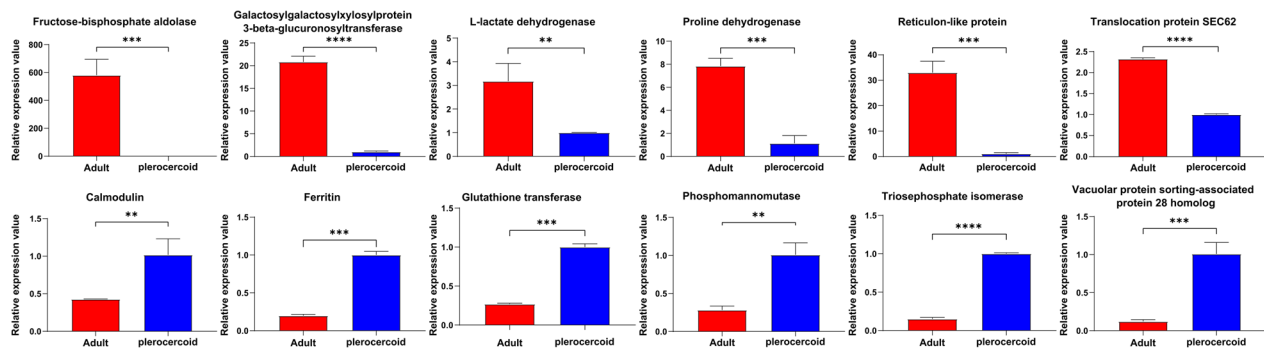 Fructose-bisphosphate aldolase
***
Relative expression value
800
600
400
200
0
Adult
plerocercoid
Galactosylgalactosylxylosylprotein
3-beta-glucuronosyltransferase
****
Relative expression value
25
20
15
10
5
0
Adult
plerocercoid
L-lactate dehydrogenase
**
Relative expression value
5
4
3
2
1
0
Adult
plerocercoid
Proline dehydrogenase
***
Relative expression value
10
8
6
4
2
0
Adult
plerocercoid
Reticulon-like protein
***
Relative expression value
50
40
30
20
10
0
Adult
plerocercoid
Translocation protein SEC62
****
Relative expression value
2.5
2.0
1.5
1.0
0.5
0.0
Adult
plerocercoid
Calmodulin
**
Relative expression value
1.5
1.0
0.5
0.0
Adult
plerocercoid
Ferritin
***
Relative expression value
1.5
1.0
0.5
0.0
Adult
plerocercoid
Glutathione transferase
***
Relative expression value
1.5
1.0
0.5
0.0
Adult
plerocercoid
Phosphomannomutase
**
Relative expression value
1.5
1.0
0.5
0.0
Adult
plerocercoid
Triosephosphate isomerase
****
Relative expression value
1.5
1.0
0.5
0.0
Adult
plerocercoid
Vacuolar protein sorting-associated
protein 28 homolog
***
Relative expression value
1.5
1.0
0.5
0.0
Adult
plerocercoid